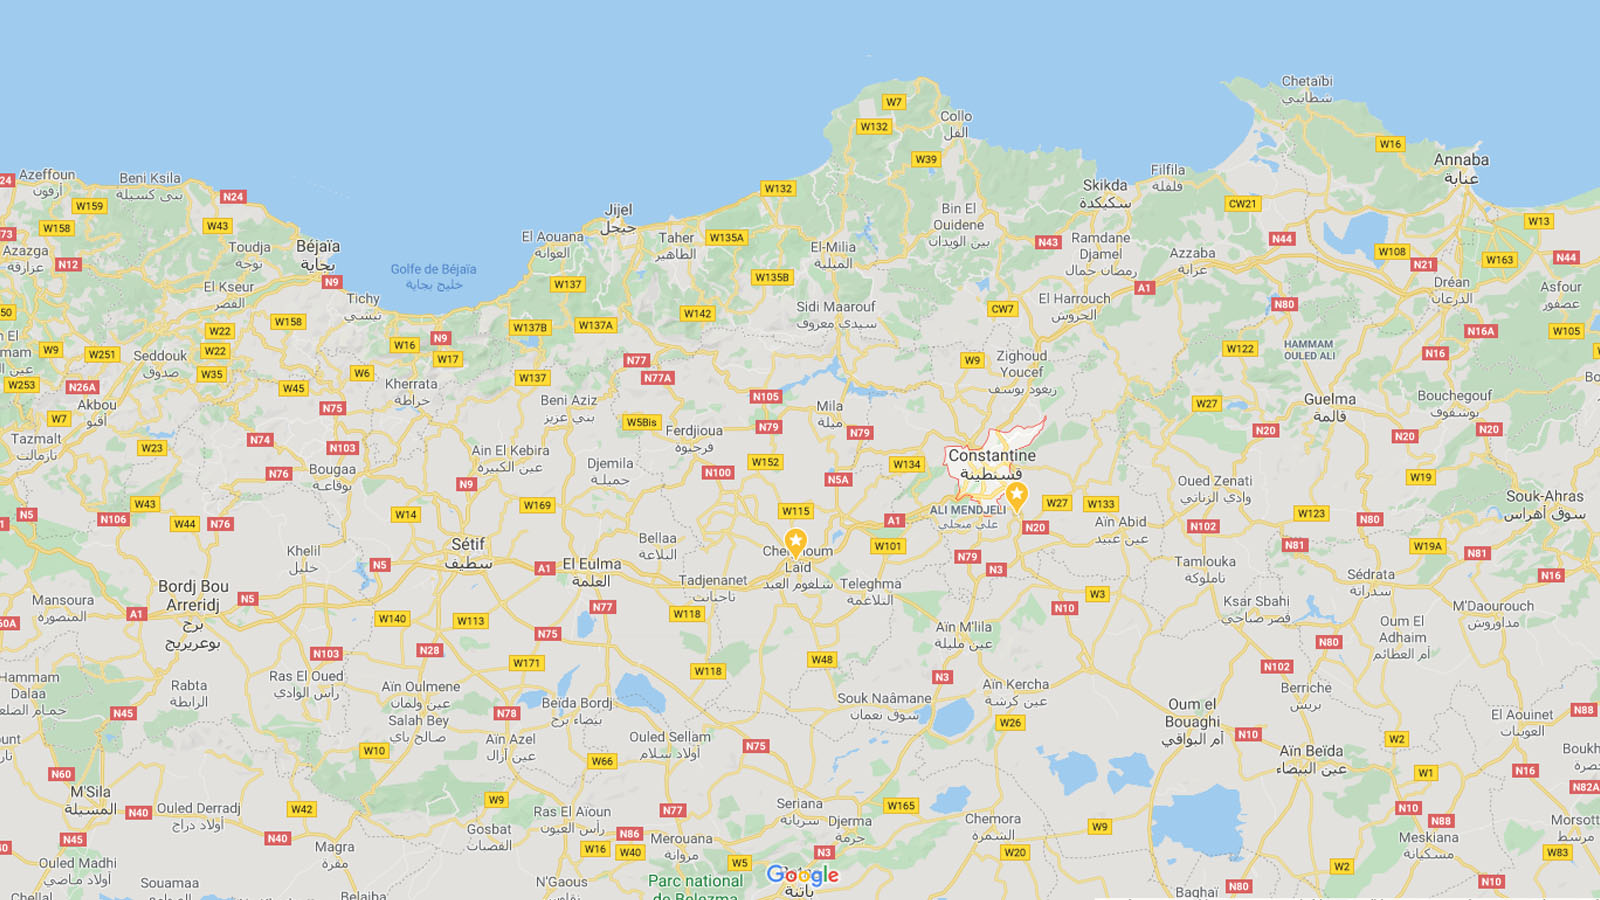 Chetaïbi
شطايبي
W7
Collo
القل
W132
W16
W39
Annaba
عنابة
Filfila
فلفلة
Azeffoun
أزفون
Beni Ksila
بني كسيلة
N24
W132
Skikda
سكيكدة
24
W159
CW21
Jijel
جيجل
Bin El
Ouidene
بين الويدان
W13
W158
W43
73
El Aouana
العوانة
Taher
الطاهير
W135A
El-Milia
الميلية
N43
Ramdane
Djamel
رمضان جمال
N44
Azzaba
عزابة
W108
N21
W163
N44
Azazga
عزازقة
N12
Toudja
توجة
Béjaïa
بجاية
Golfe de Béjaïa
خليج بجاية
N9
W137
W135B
A1
Dréan
الذرعان
Asfour
عصفور
El Kseur
القصر
Tichy
تيشي
El Harrouch
الحروش
N80
50
Sidi Maarouf
سيدي معروف
CW7
W142
W158
W22
W137B
W137A
N16A
W105
N9
W9
W251
W22
Seddouk
صدوق
W16
W17
W122
HAMMAM
OULED ALI
N16
W253
N26A
W35
W6
N77
N77A
W137
W9
Zighoud
Youcef
زيغود يوسف
W45
Kherrata
خراطة
N105
Akbou
أقبو
N75
Beni Aziz
بني عزيز
Mila
ميلة
W27
Guelma
قالمة
Bouchegouf
بوشقوف
W7
W5Bis
N79
N79
Ferdjioua
فرجيوة
N20
N20
N20
Tazmalt
تازمالت
W23
N74
N103
Ain El Kebira
عين الكبيرة
Constantine
قسنطينة
N76
Bougaa
بوقاعة
Djemila
جميلة
N100
W152
W134
N5A
N9
W19
Oued Zenati
وادي الزناتي
Souk-Ahras
سوق أهراس
W43
W169
W115
W27
W133
ALI MENDJELI
علي منجلي
N5
N106
W44
N76
W14
A1
N20
Aïn Abid
عين عبيد
N102
W123
N80
Khelil
خليل
Sétif
سطيف
Bellaa
البلاعة
W101
N81
W19A
N81
Laïd
شلغوم العيد
N79
N3
Tamlouka
تاملوكة
N5
A1
El Eulma
العلمة
Tadjenanet
تاجنانت
Teleghma
التلاغمة
Sédrata
سدراتة
N16
Bordj Bou
Arreridj
برج
بوعريريج
N5
A1
Mansoura
المنصورة
N77
W118
W3
N10
Ksar Sbahi
قصر صباحي
M'Daourouch
مداوروش
W140
W113
N75
Aïn M'lila
عين مليلة
Oum El
Adhaim
أم العظائم
N80
N103
N28
W171
W118
W48
N102
Hammam
Dalaa
Rabta
الرابطة
Ras El Oued
رأس الوادي
Aïn Oulmene
عين ولمان
Salah Bey
صالح باي
N3
Aïn Kercha
عين كرشة
Berriche
بريش
N45
N78
Beïda Bordj
بيضاء برج
Souk Naâmane
سوق نعمان
W26
Oum el
Bouaghi
أم البواقي
El Aouinet
العوينات
N88
N10
W10
Aïn Azel
عين آزال
Ouled Sellam
أولاد سلام
N75
W2
Aïn Beïda
عين البيضاء
W66
N60
W1
N16
N82A
M'Sila
المسيلة
N40
Ouled Derradj
أولاد دراج
W42
W9
Ras El Aïoun
رأس العيون
N77
Seriana
سريانة
W165
Djerma
جرمة
Chemora
الشمرة
W9
N10
N88
Morsott
مرسط
N45
N40
Magra
مقرة
Gosbat
القصبات
N86
W16
W40
Merouana
مروانة
N3
W5
W20
Meskiana
مسكيانة
W83
W2
Ouled Madhi
أولاد ماضي
Souamaa
N'Gaous
Parc national
de Belezma
Google
باتنة
Baghaï
N80
N10